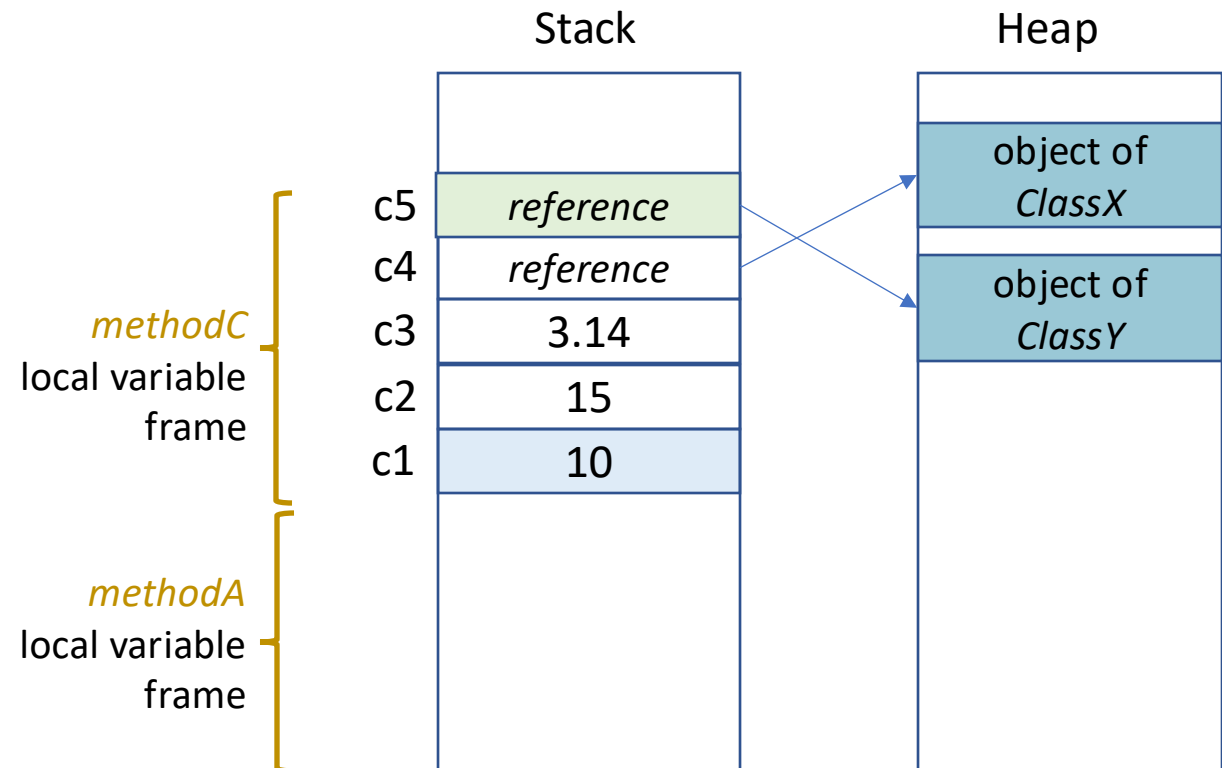 Stack
Heap
object of
ClassX
c5
reference
c4
reference
object of
ClassY
methodC
local variable
frame
c3
3.14
c2
15
c1
10
methodA
local variable
frame